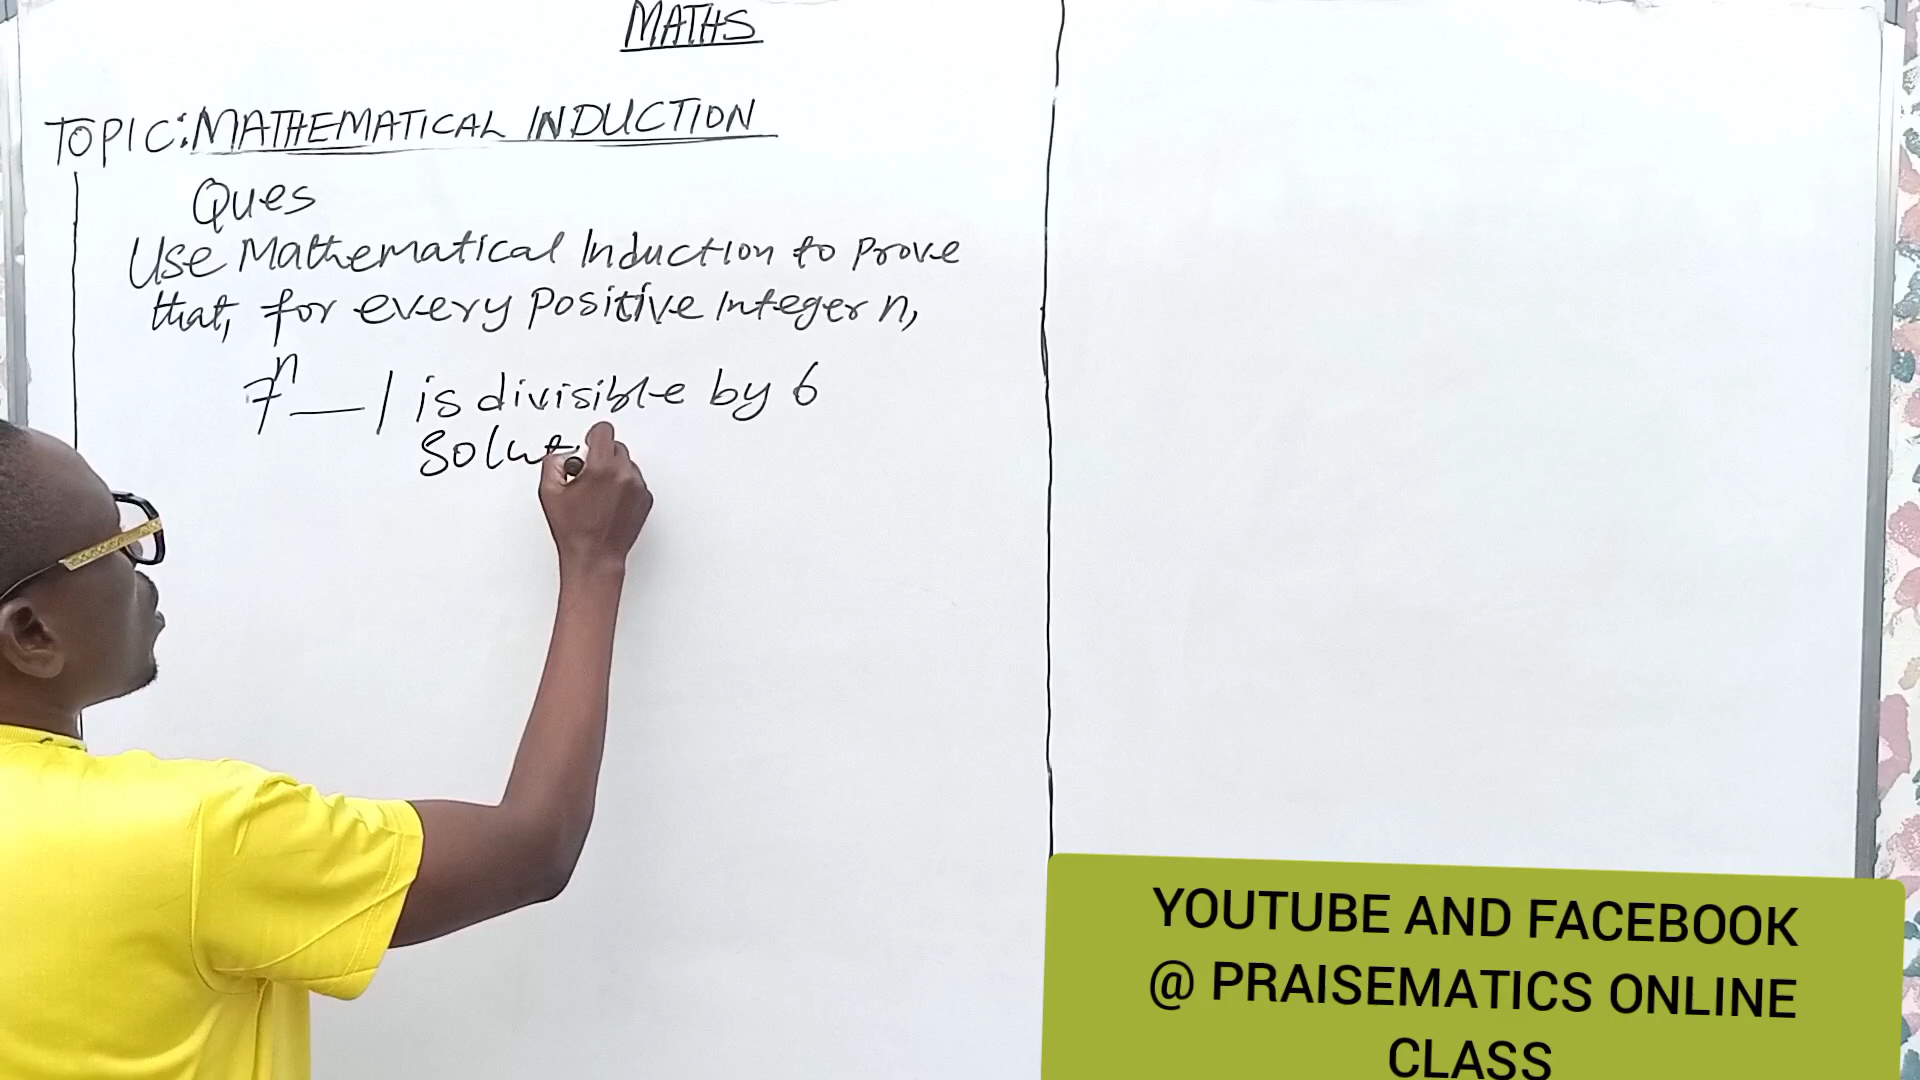 MATHS
TOPIC: MATHEMATICAL INDUCTION
Ques
Use Mathematical Induction to prove
that, for every positive Integer n,
7ⁿ — 1 is divisible by 6
Solut
YOUTUBE AND FACEBOOK
@ PRAISEMATICS ONLINE
CLASS